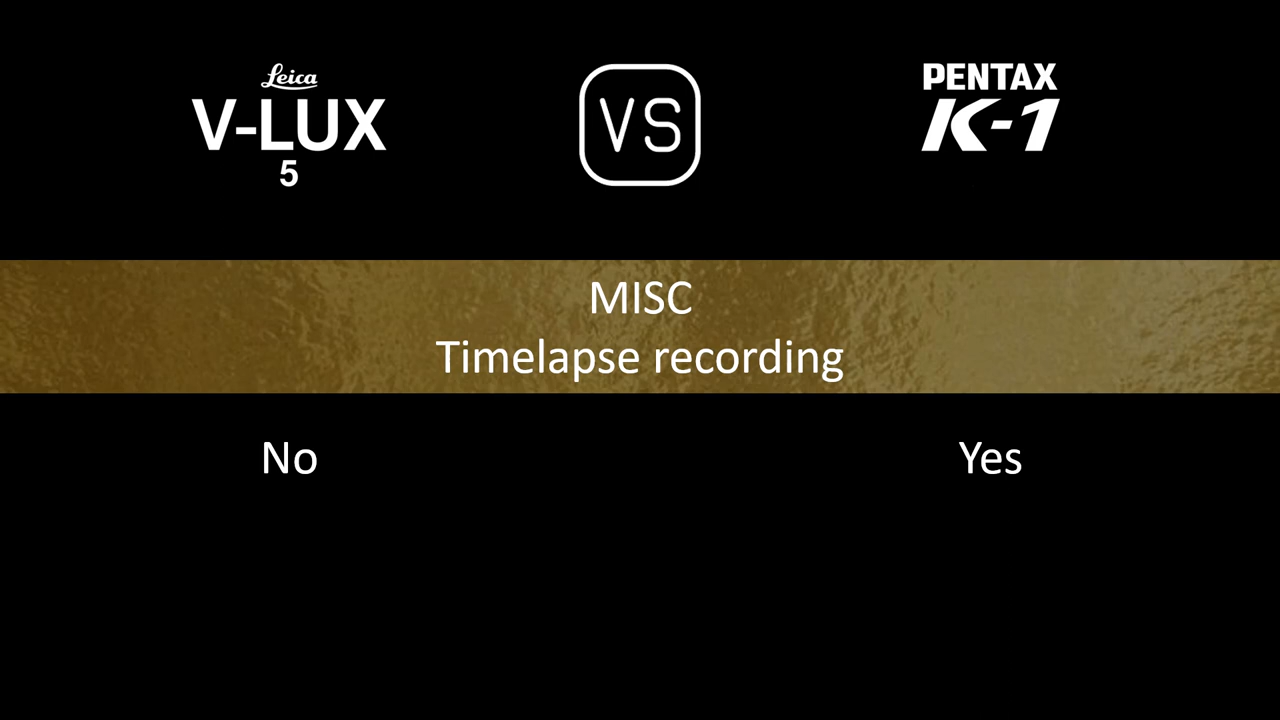 Leica
V-LUX
5
VS
PENTAX
K-1
MISC
Timelapse recording
No
Yes